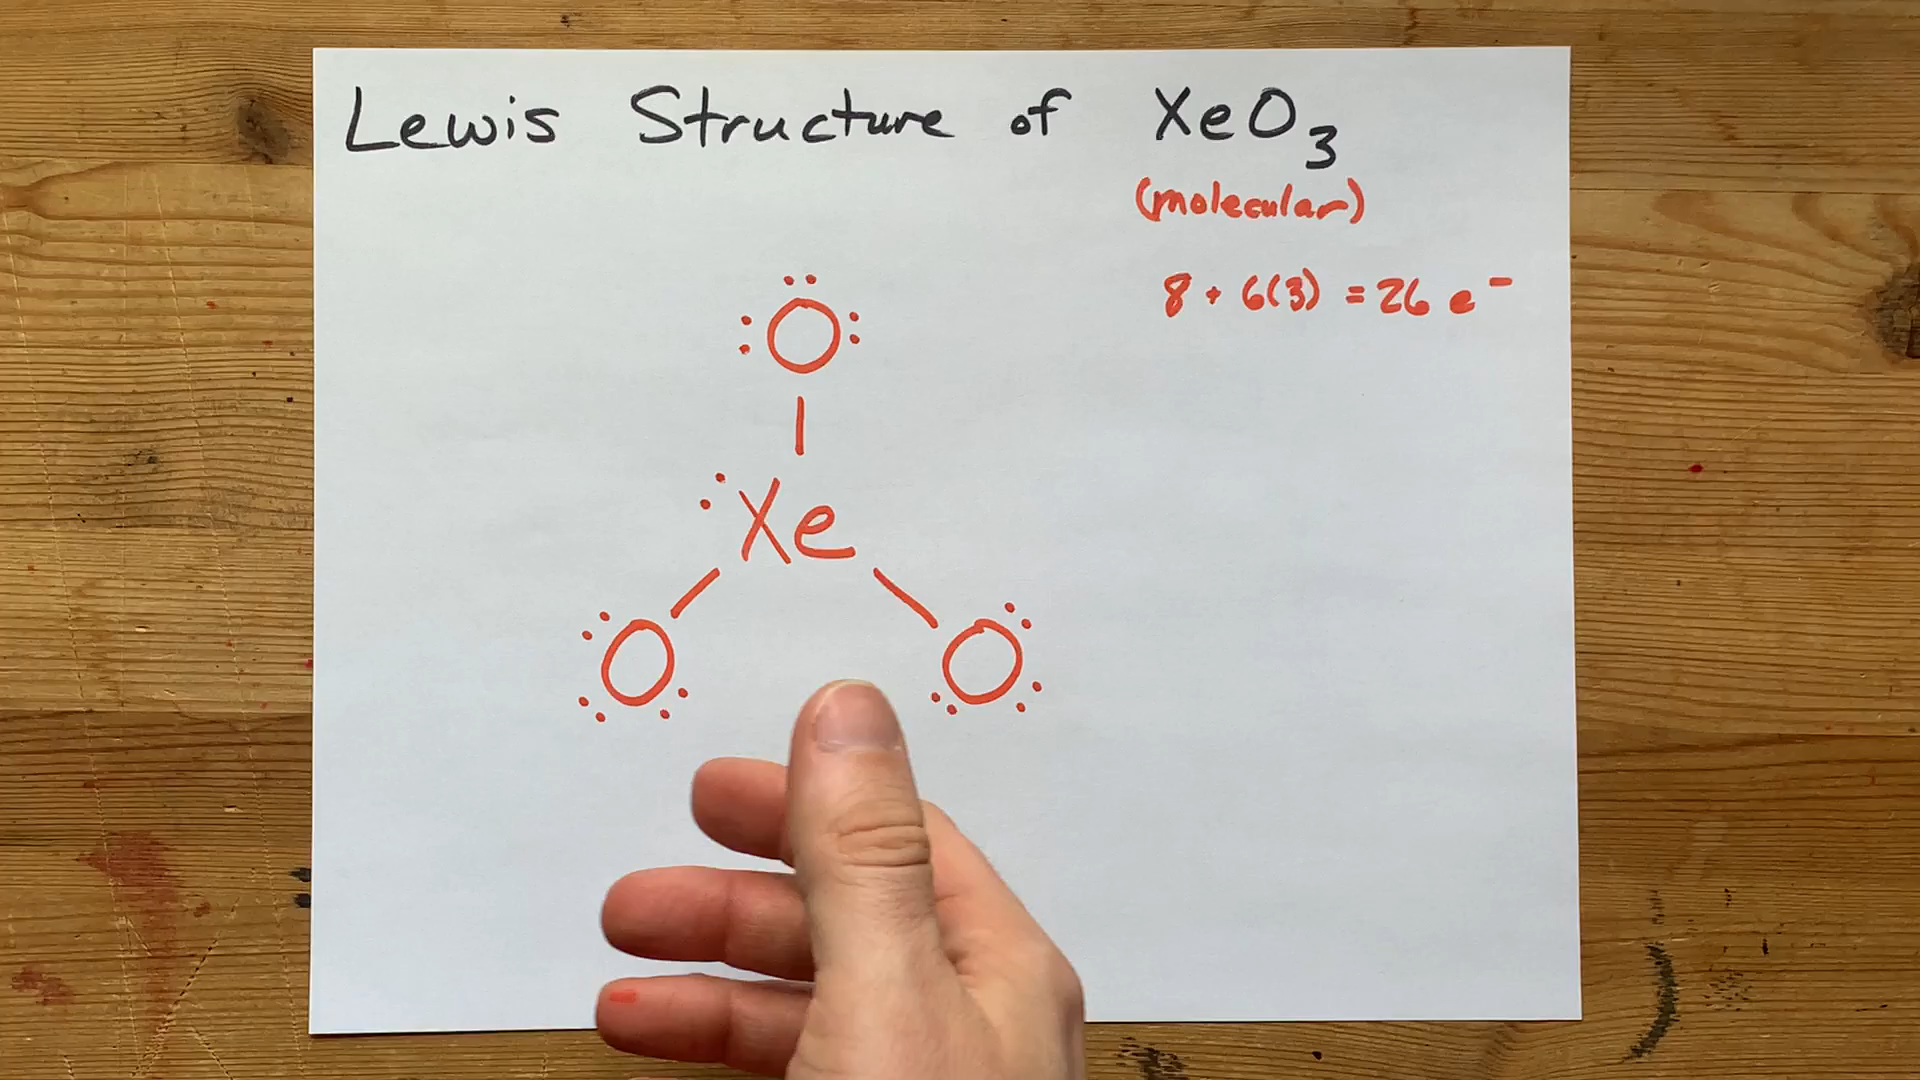 Lewis Structure of XeO₃
(molecular)
8 + 6(3) = 26 e⁻
O
Xe
O O